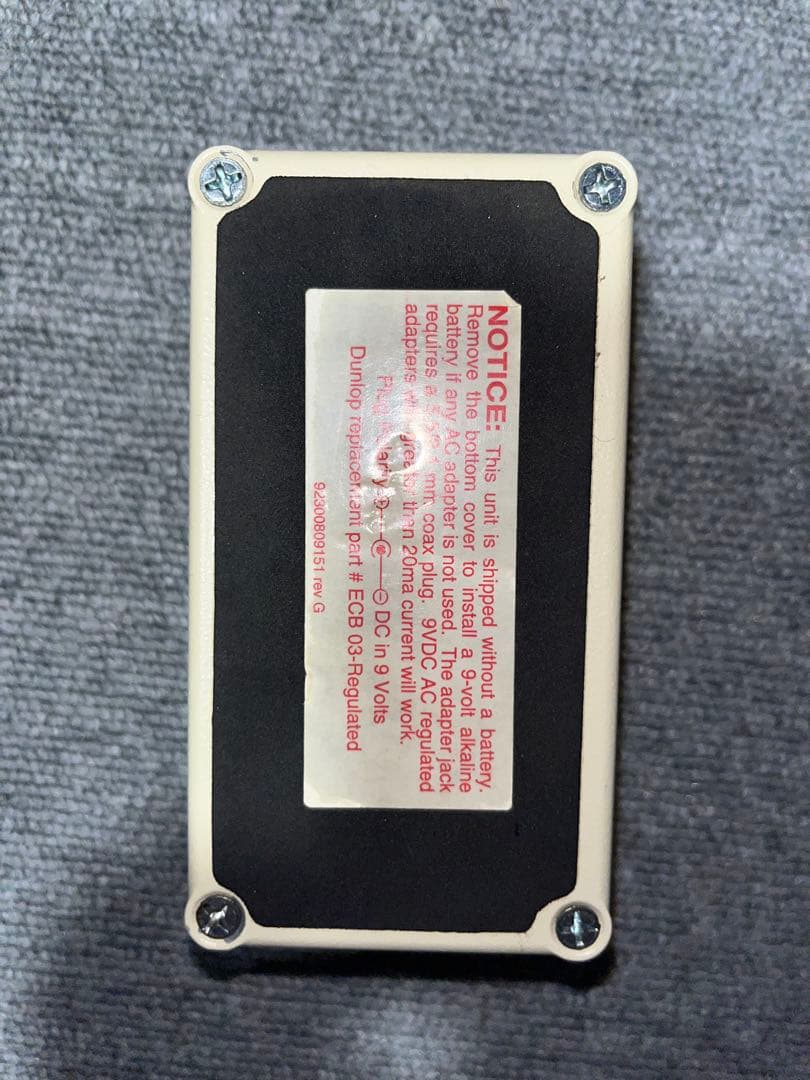 NOTICE: This unit is shipped without a battery.
Remove the bottom cover to install a 9-volt alkaline
battery if any AC adapter is not used. The adapter jack
requires a mm coax plug. 9VDC AC regulated
adapters then 20ma current will work.
DC in 9 Volts
Dunlop replacement part # ECB 03-Regulated
92300809151 rev G